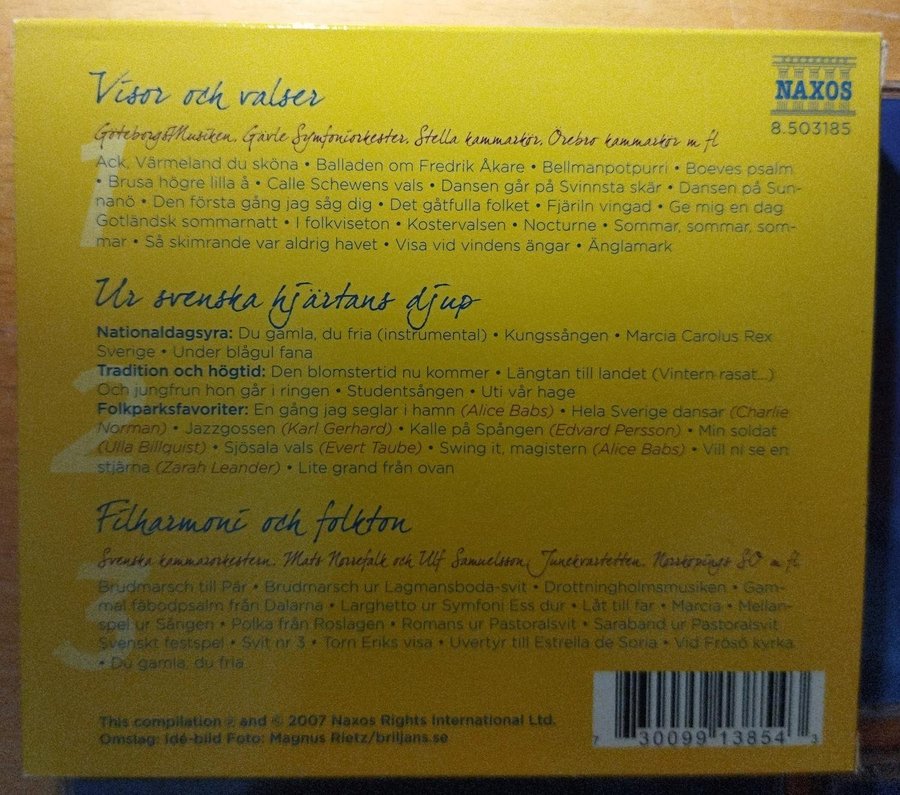 Visor och valser
NAXOS
8.503185
GöteborgsMusiken, Gävle Symfoniorkester, Stella kammarkör, Örebro kammarkör m fl
1
Ack, Värmeland du sköna • Balladen om Fredrik Åkare • Bellmanpotpurri • Boeves psalm
• Brusa högre lilla å • Calle Schewens vals • Dansen går på Svinnsta skär • Dansen på Sun-
nanö • Den första gång jag såg dig • Det gåtfulla folket • Fjäriln vingad • Ge mig en dag
Gotländsk sommarnatt • I folkviseton • Kostervalsen • Nocturne • Sommar, sommar, som-
mar • Så skimrande var aldrig havet • Visa vid vindens ängar • Änglamark
Ur svenska hjärtans djup
2
Nationaldagsyra: Du gamla, du fria (instrumental) • Kungssången • Marcia Carolus Rex
Sverige • Under blågul fana
Tradition och högtid: Den blomstertid nu kommer • Längtan till landet (Vintern rasat...)
Och jungfrun hon går i ringen • Studentsången • Uti vår hage
Folkparksfavoriter: En gång jag seglar i hamn (Alice Babs) • Hela Sverige dansar (Charlie
Norman) • Jazzgossen (Karl Gerhard) • Kalle på Spången (Edvard Persson) • Min soldat
(Ulla Billquist) • Sjösala vals (Evert Taube) • Swing it, magistern (Alice Babs) • Vill ni se en
stjärna (Zarah Leander) • Lite grand från ovan
Filharmoni och folkton
Svenska kammarorkestern, Mats Norrefalk och Ulf Samuelsson, Junekvartetten, Norrköpings SO m fl
3
Brudmarsch till Pår • Brudmarsch ur Lagmansboda-svit • Drottningholmsmusiken • Gam-
mal fäbodpsalm från Dalarna • Larghetto ur Symfoni Ess dur • Låt till far • Marcia • Mellan-
spel ur Sången • Polka från Roslagen • Romans ur Pastoralsvit • Saraband ur Pastoralsvit
Svenskt festspel • Svit nr 3 • Torn Eriks visa • Uvertyr till Estrella de Soria • Vid Frösö kyrka
• Du gamla, du fria
This compilation ℗ and © 2007 Naxos Rights International Ltd.
Omslag: Idé-bild Foto: Magnus Rietz/briljans.se
7 30099 13854 3